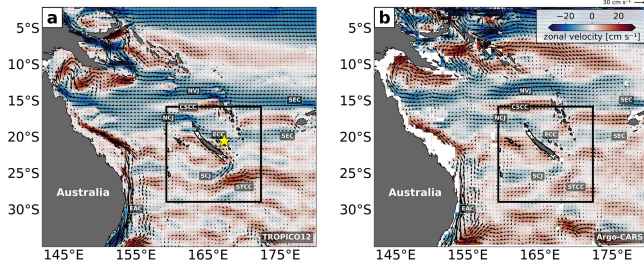 30 cm s⁻¹
a
NVJ
SEC
CSCC
NCJ
ECC
SEC
SCJ
STCC
EAC
Australia
TROPICO12
5°S
10°S
15°S
20°S
25°S
30°S
145°E 155°E 165°E 175°E
b
−20 0 20
zonal velocity [cm s⁻¹]
NVJ
SEC
CSCC
NCJ
ECC
SEC
SCJ
STCC
EAC
Australia
Argo-CARS
5°S
10°S
15°S
20°S
25°S
30°S
145°E 155°E 165°E 175°E